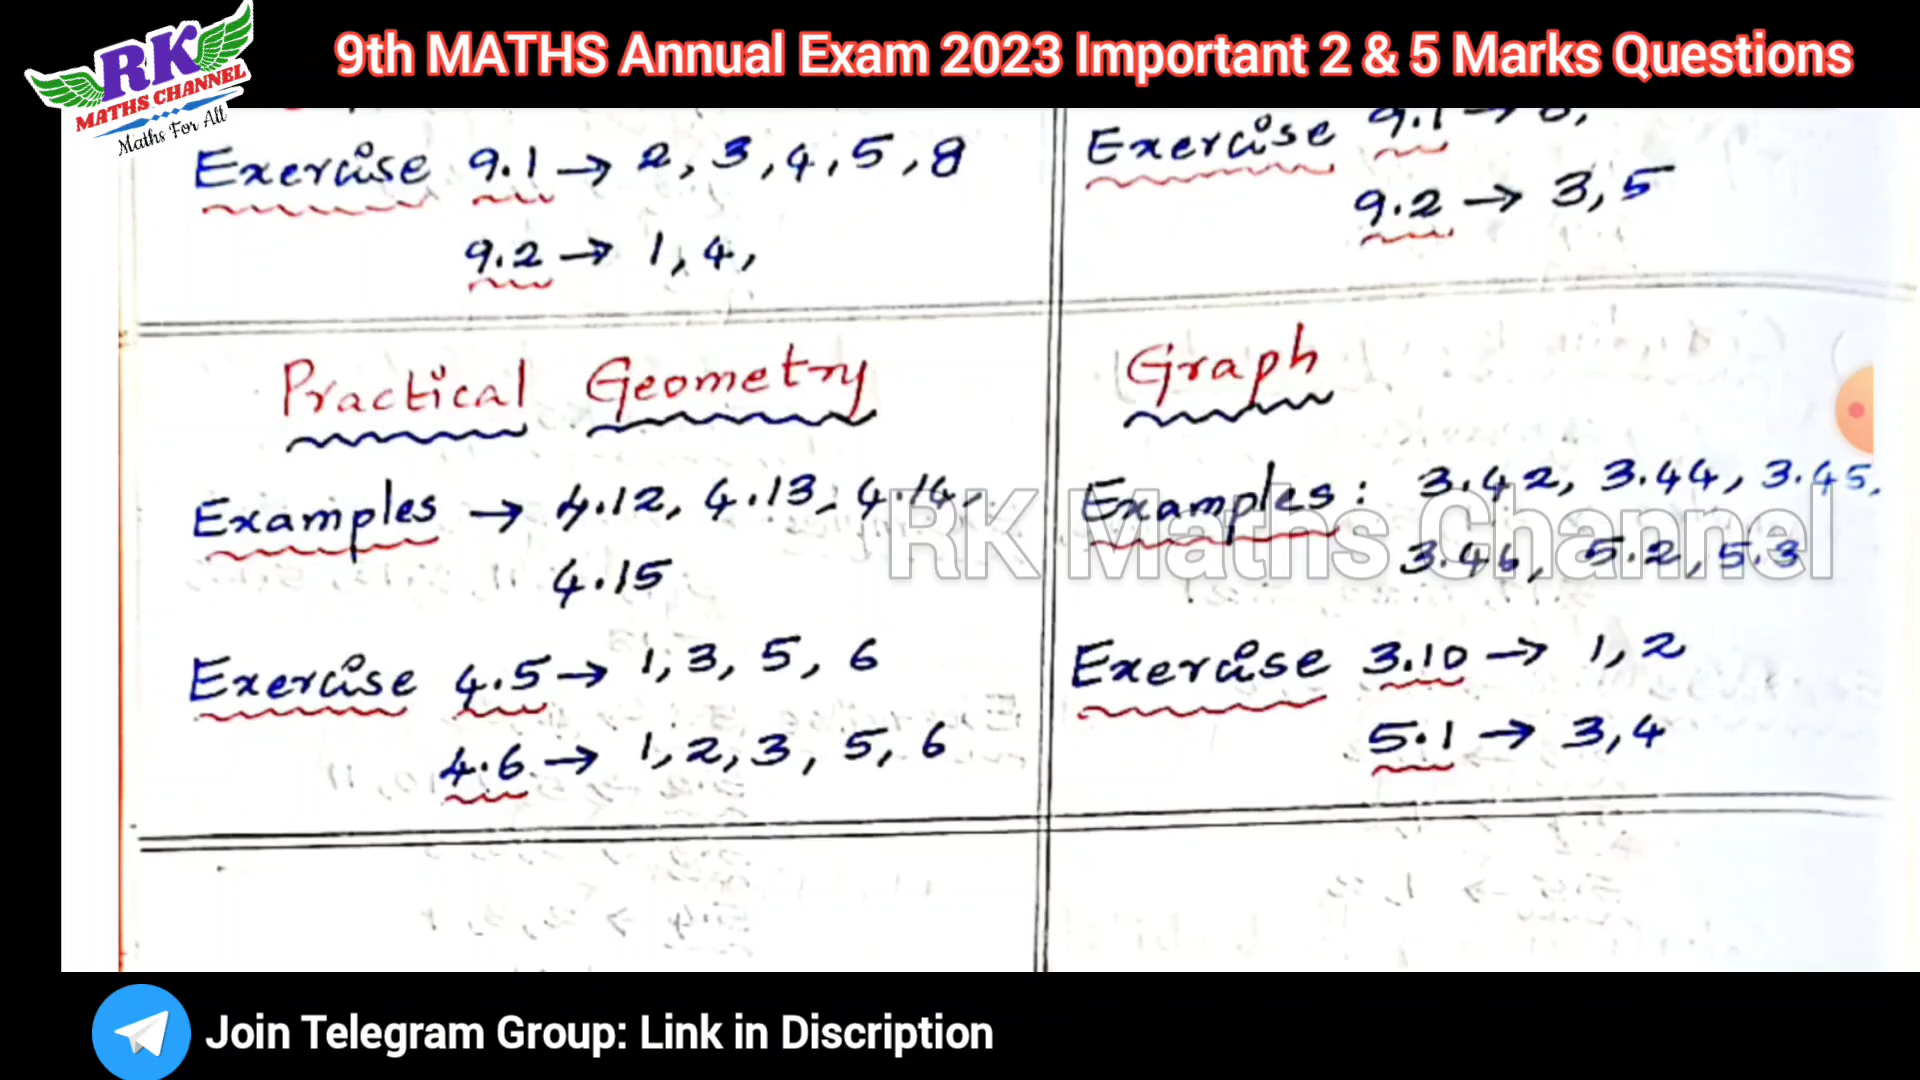 RK
MATHS CHANNEL
Maths For All
9th MATHS Annual Exam 2023 Important 2 & 5 Marks Questions
Exercise 9.1 → 2, 3, 4, 5, 8
9.2 → 1, 4,
Exercise 9.1 → 8,
9.2 → 3, 5
Practical Geometry
Examples → 4.12, 4.13, 4.14,
4.15
Exercise 4.5 → 1, 3, 5, 6
4.6 → 1, 2, 3, 5, 6
Graph
Examples: 3.42, 3.44, 3.45,
3.46, 5.2, 5.3
Exercise 3.10 → 1, 2
5.1 → 3, 4
RK Maths Channel
Join Telegram Group: Link in Discription